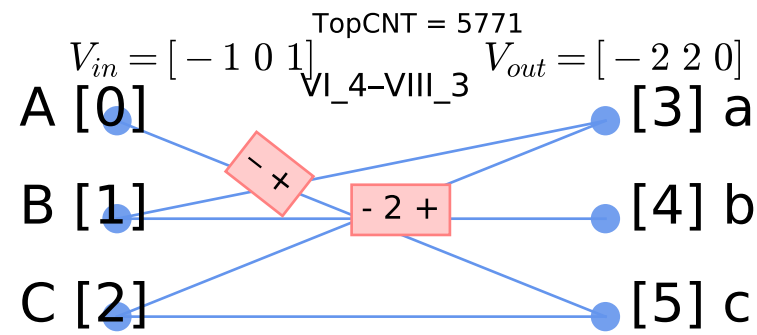 TopCNT = 5771
V_in = [ − 1 0 1]
V_out = [ − 2 2 0]
VI_4–VIII_3
A [0]
[3] a
- +
B [1]
- 2 +
[4] b
C [2]
[5] c